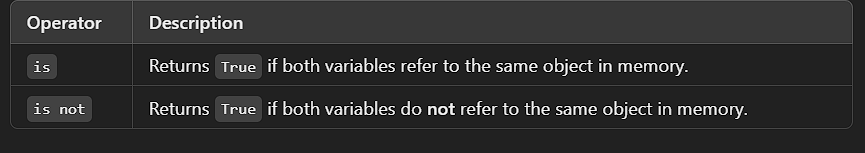 Operator Description
is Returns True if both variables refer to the same object in memory.
is not Returns True if both variables do not refer to the same object in memory.